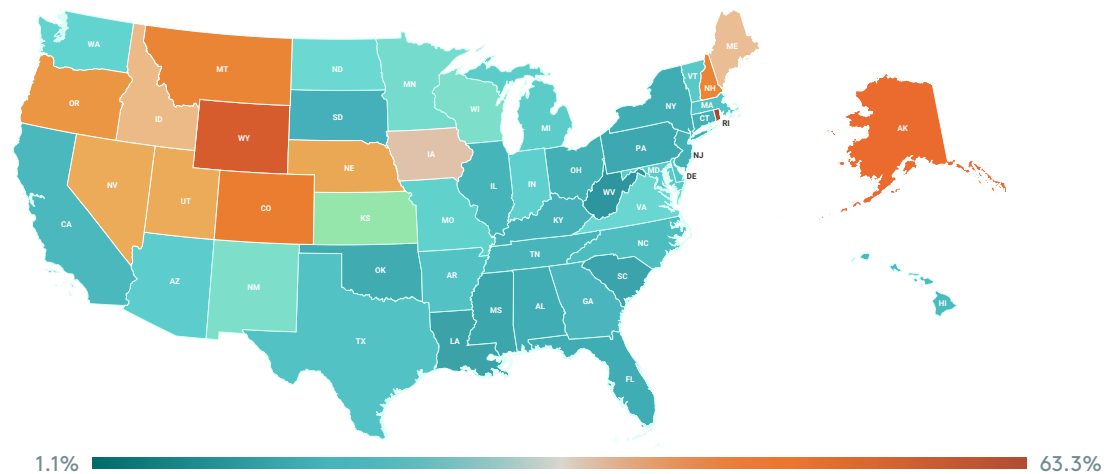 WA
MT
ND
MN
ME
VT
NH
OR
ID
WY
SD
WI
MI
NY
MA
CT
RI
AK
NV
UT
CO
NE
IA
IL
IN
OH
PA
NJ
MD
DE
CA
KS
MO
KY
WV
VA
AZ
NM
OK
AR
TN
NC
SC
TX
LA
MS
AL
GA
FL
HI
1.1%
63.3%